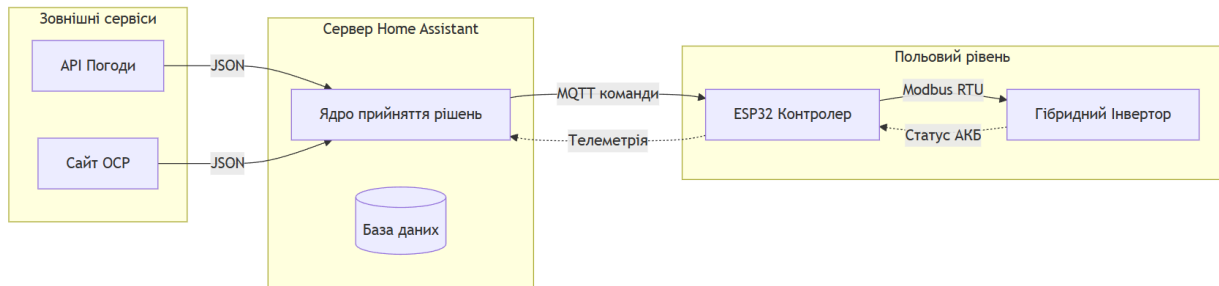 Зовнішні сервіси
АРІ Погоди
Сайт ОСР
JSON
JSON
Сервер Home Assistant
Ядро прийняття рішень
База даних
MQTT команди
Телеметрія
Польовий рівень
ESP32 Контролер
Modbus RTU
Статус АКБ
Гібридний Інвертор